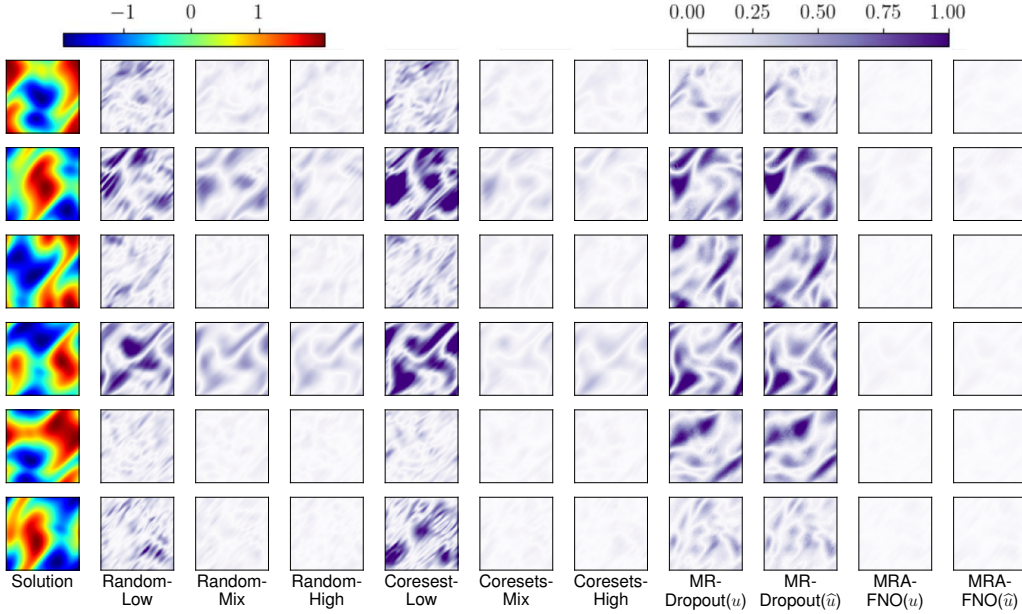 −1 0 1 0.00 0.25 0.50 0.75 1.00
Solution Random- Random- Random- Coresest- Coresets- Coresets- MR- MR- MRA- MRA-
Low Mix High Low Mix High Dropout(u) Dropout(û) FNO(u) FNO(û)